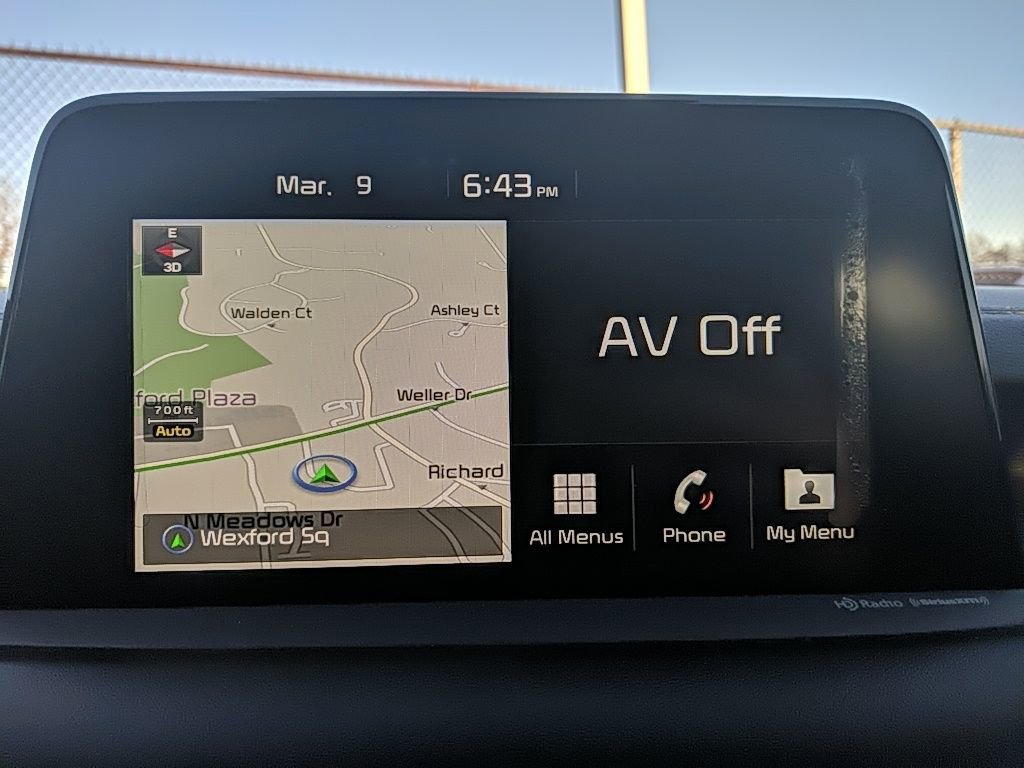 Mar. 9 6:43 PM
E
3D
Walden Ct
Ashley Ct
AV Off
Weller Dr
ford Plaza
700 ft
Auto
Richard
N Meadows Dr
Wexford Sq
All Menus Phone My Menu
HD Radio ((SiriusXM))